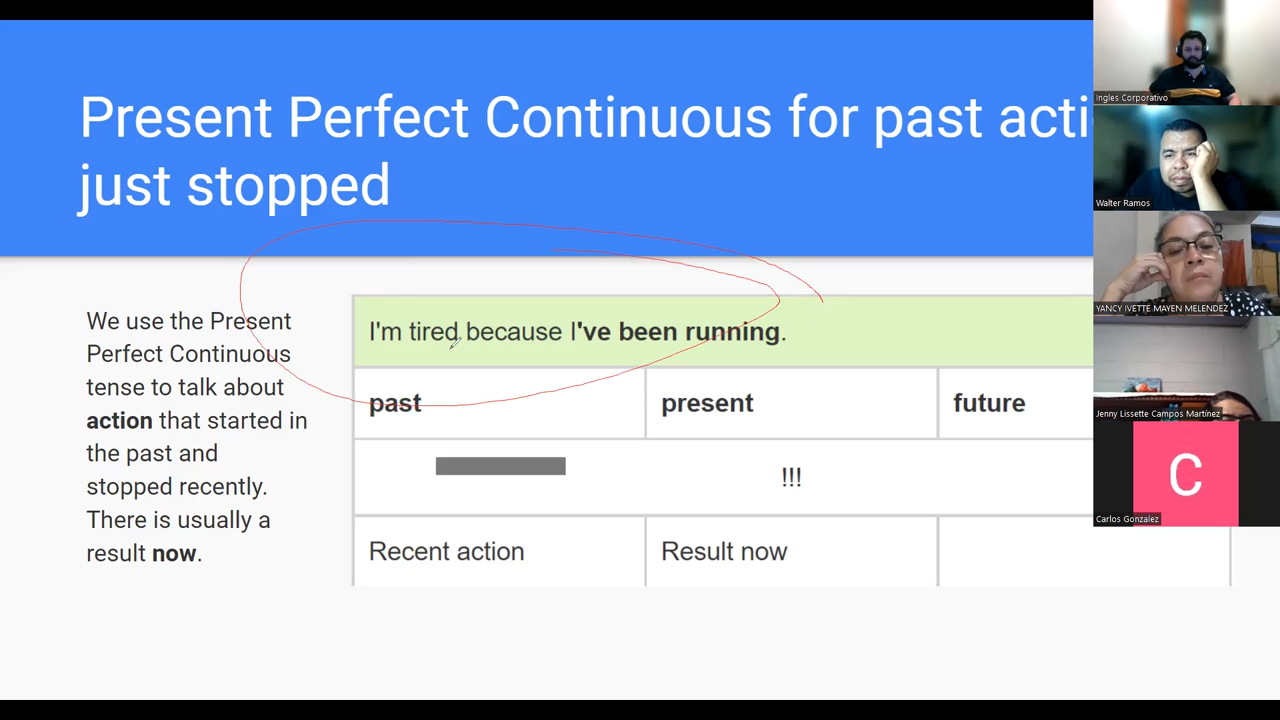 Present Perfect Continuous for past acti
just stopped
We use the Present
Perfect Continuous
tense to talk about
action that started in
the past and
stopped recently.
There is usually a
result now.
I'm tired because I've been running.
past present future
!!!
Recent action Result now
Ingles Corporativo
Walter Ramos
YANCY IVETTE MAYEN MELENDEZ
Jenny Lissette Campos Martínez
C
Carlos Gonzalez